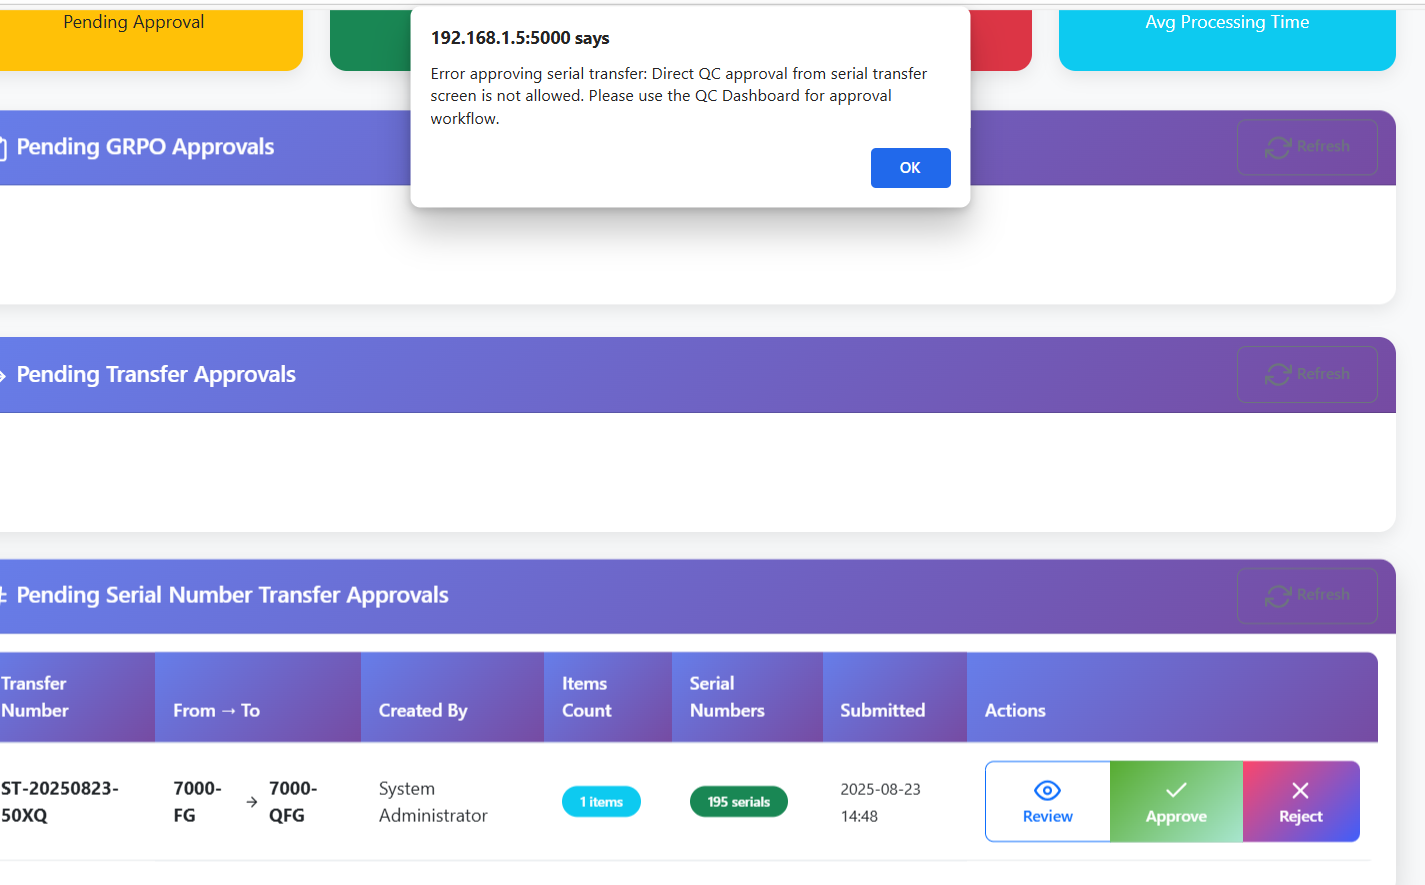 Pending Approval
Avg Processing Time
192.168.1.5:5000 says
Error approving serial transfer: Direct QC approval from serial transfer
screen is not allowed. Please use the QC Dashboard for approval
workflow.
OK
Pending GRPO Approvals
Refresh
Pending Transfer Approvals
Refresh
Pending Serial Number Transfer Approvals
Refresh
Transfer
Number
From → To
Created By
Items
Count
Serial
Numbers
Submitted
Actions
ST-20250823-
50XQ
7000-
FG
→
7000-
QFG
System
Administrator
1 items
195 serials
2025-08-23
14:48
Review
Approve
Reject